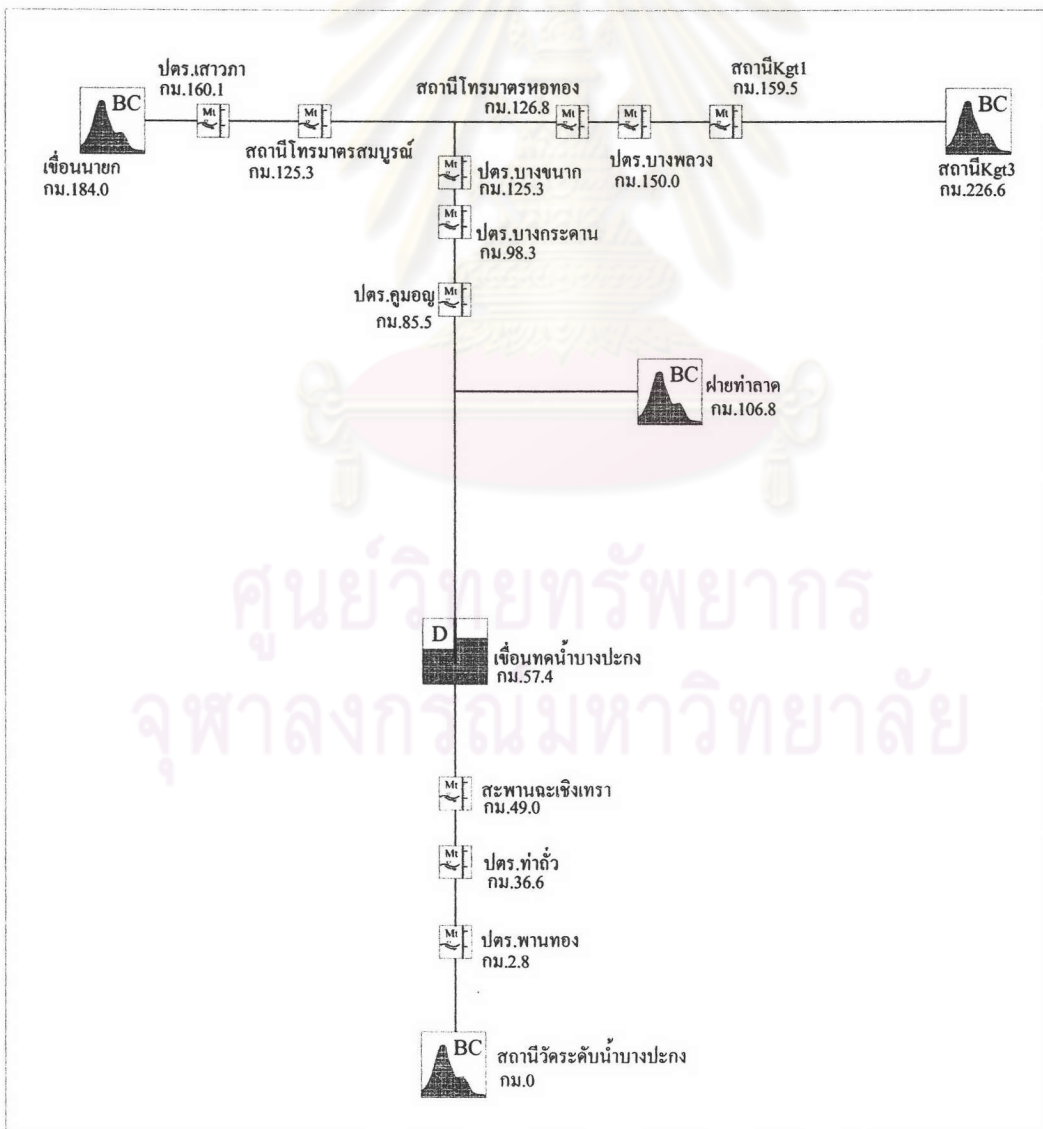 ปตร.เสาวภา
กม.160.1
BC
Mt
Mt
เขื่อนนายก
กม.184.0
สถานีโทรมาตรสมบูรณ์
กม.125.3
สถานีโทรมาตรหอทอง
กม.126.8
Mt
Mt
ปตร.บางพลวง
กม.150.0
สถานีKgt1
กม.159.5
Mt
BC
สถานีKgt3
กม.226.6
Mt
ปตร.บางขนาก
กม.125.3
Mt
ปตร.บางกระดาน
กม.98.3
ปตร.คูมอญ
กม.85.5
Mt
BC
ฝายท่าลาด
กม.106.8
ศูนย์วิทยทรัพยากร
D
เขื่อนทดน้ำบางปะกง
กม.57.4
จุฬาลงกรณ์มหาวิทยาลัย
Mt
สะพานฉะเชิงเทรา
กม.49.0
Mt
ปตร.ท่าถั่ว
กม.36.6
Mt
ปตร.พานทอง
กม.2.8
BC
สถานีวัดระดับน้ำบางปะกง
กม.0